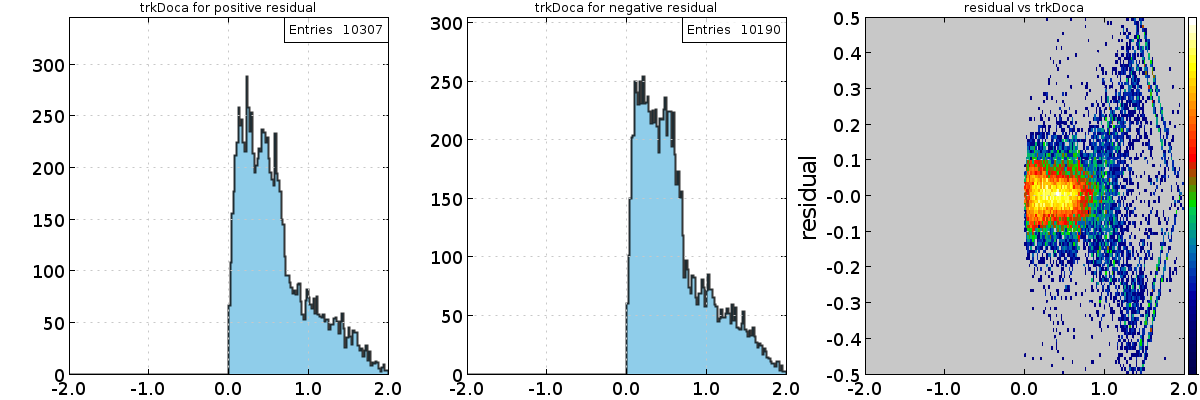 trkDoca for positive residual
Entries 10307
300
250
200
150
100
50
0
-2.0 -1.0 0.0 1.0 2.0
trkDoca for negative residual
Entries 10190
300
250
200
150
100
50
0
-2.0 -1.0 0.0 1.0 2.0
residual vs trkDoca
residual
0.5
0.4
0.3
0.2
0.1
-0.0
-0.1
-0.2
-0.3
-0.4
-0.5
-2.0 -1.0 0.0 1.0 2.0